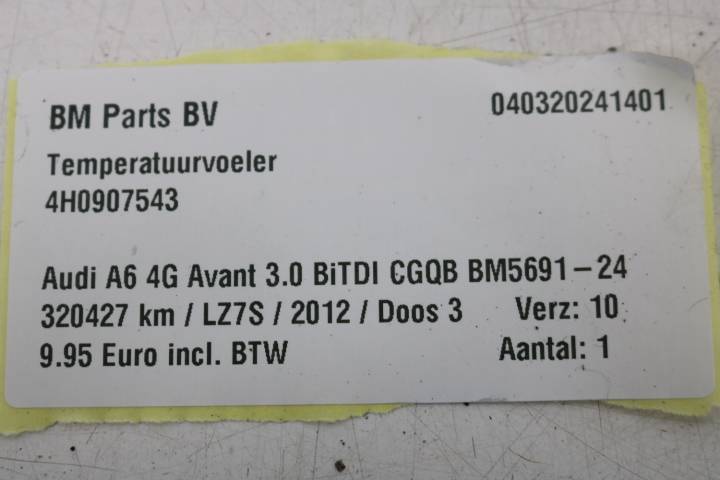 BM Parts BV 040320241401
Temperatuurvoeler
4H0907543
Audi A6 4G Avant 3.0 BiTDI CGQB BM5691-24
320427 km / LZ7S / 2012 / Doos 3 Verz: 10
9.95 Euro incl. BTW Aantal: 1